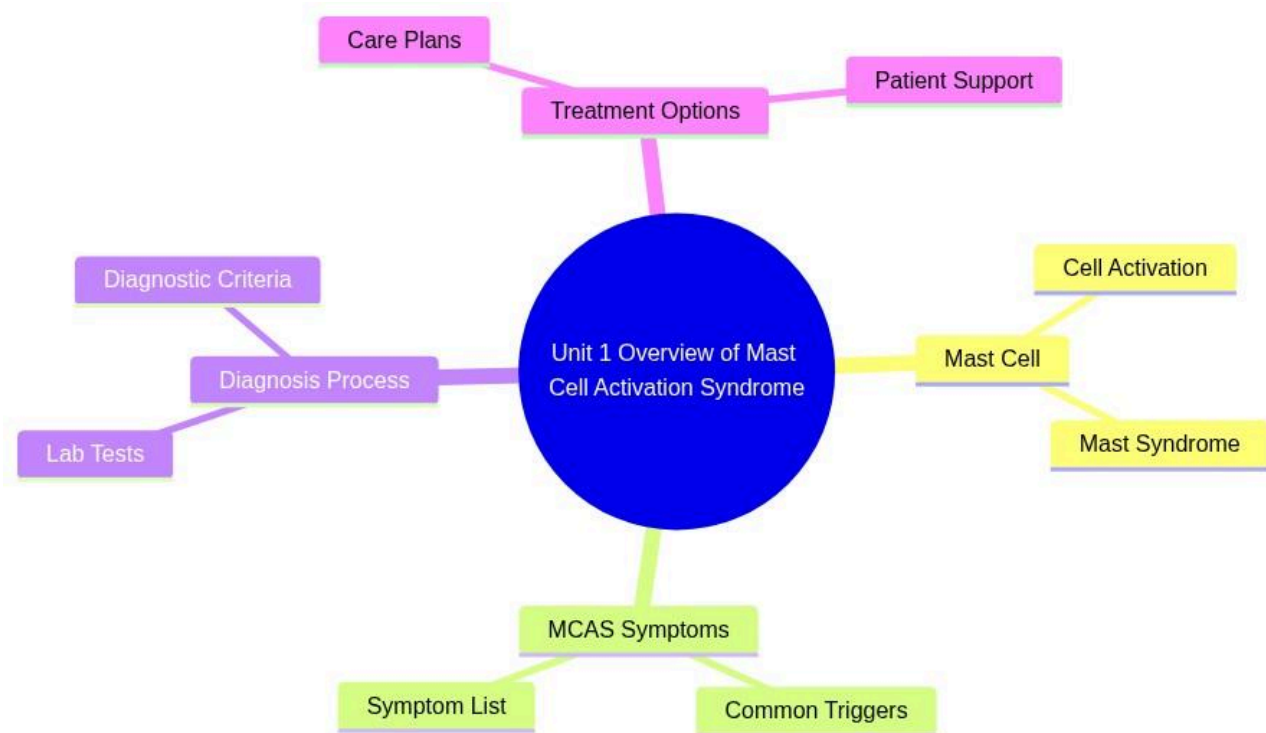 Care Plans
Patient Support
Treatment Options
Diagnostic Criteria
Cell Activation
Unit 1 Overview of Mast
Cell Activation Syndrome
Mast Cell
Diagnosis Process
Mast Syndrome
Lab Tests
MCAS Symptoms
Symptom List
Common Triggers